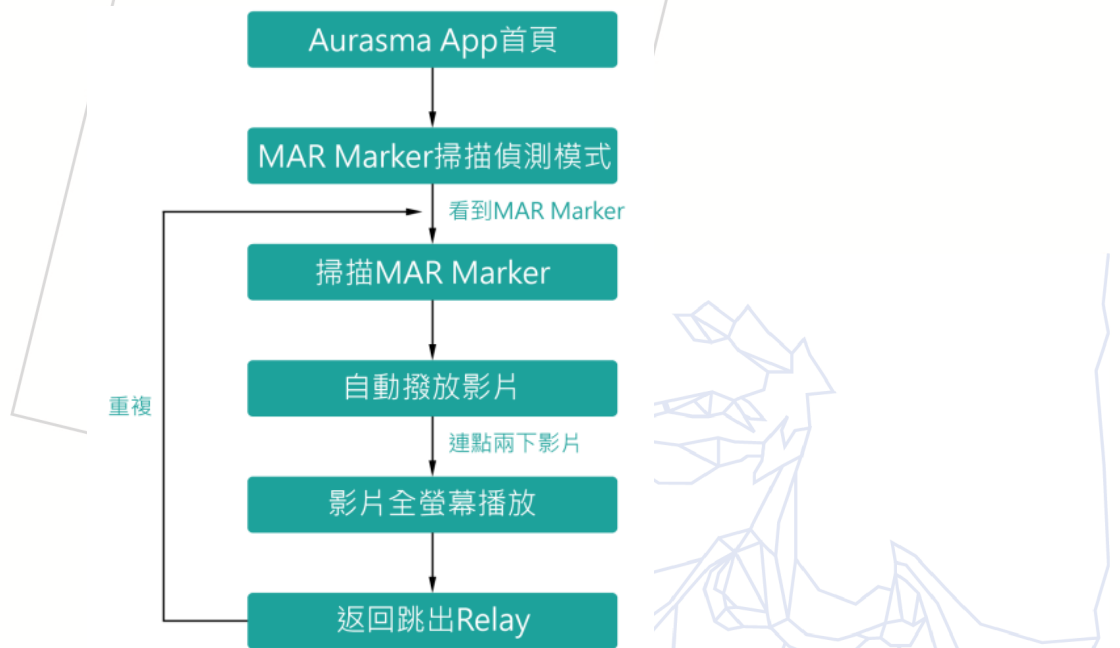 Aurasma App首頁
MAR Marker掃描偵測模式
看到MAR Marker
掃描MAR Marker
自動撥放影片
重複
連點兩下影片
影片全螢幕播放
返回跳出Relay